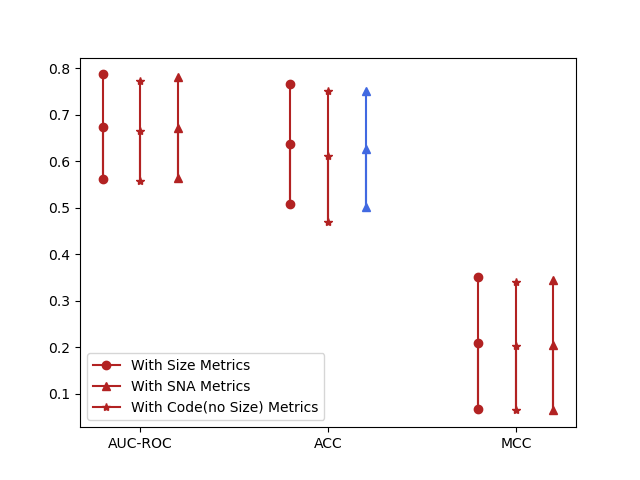 0.8
0.7
0.6
0.5
0.4
0.3
0.2
0.1
With Size Metrics
With SNA Metrics
With Code(no Size) Metrics
AUC-ROC
ACC
MCC